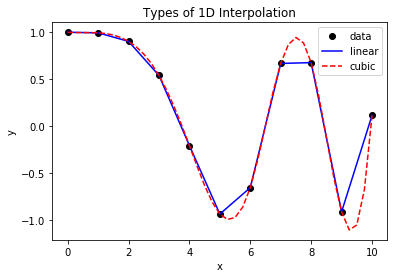 Types of 1D Interpolation
data
linear
cubic
1.0
0.5
0.0
−0.5
−1.0
y
0 2 4 6 8 10
x